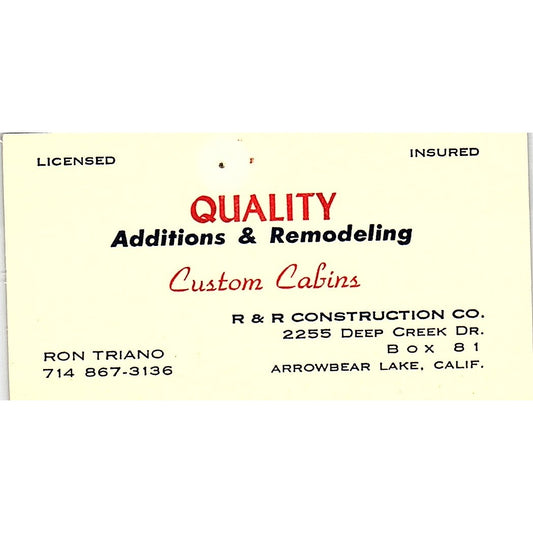 LICENSED
INSURED
QUALITY
Additions & Remodeling
Custom Cabins
R & R CONSTRUCTION CO.
2255 DEEP CREEK DR.
BOX 81
ARROWBEAR LAKE, CALIF.
RON TRIANO
714 867-3136